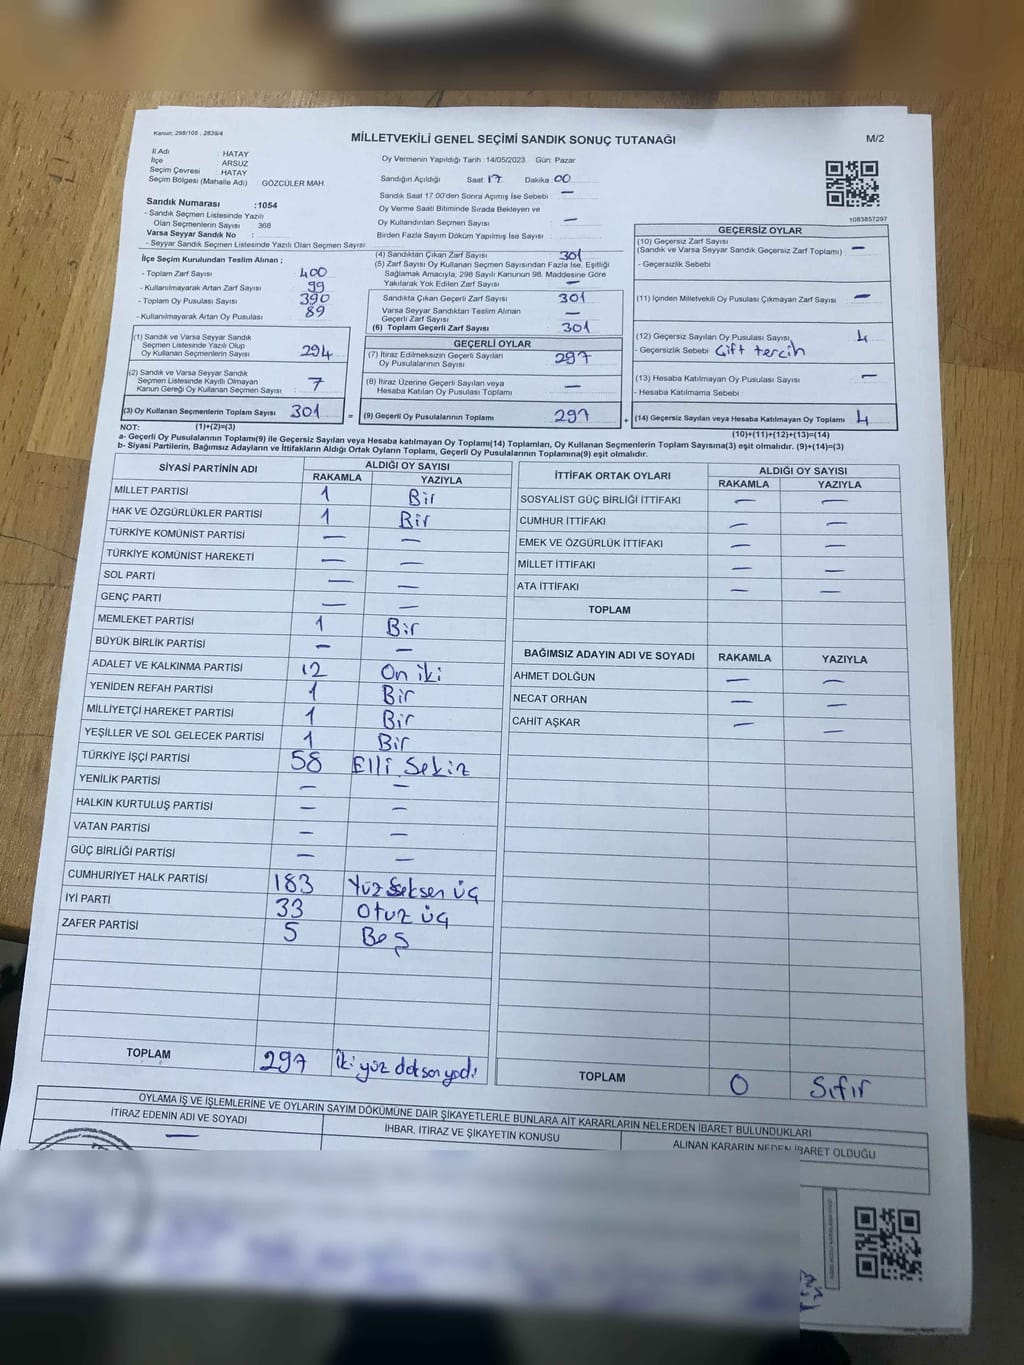 Kanun: 298/105 ; 2839/4
MİLLETVEKİLİ GENEL SEÇİMİ SANDIK SONUÇ TUTANAĞI
M/2
İl Adı : HATAY
İlçe : ARSUZ
Seçim Çevresi : HATAY
Seçim Bölgesi (Mahalle Adı) : GÖZCÜLER MAH.
Sandık Numarası :1054
- Sandık Seçmen Listesinde Yazılı
Olan Seçmenlerin Sayısı : 368
Varsa Seyyar Sandık No :
- Seyyar Sandık Seçmen Listesinde Yazılı Olan Seçmen Sayısı:
Oy Vermenin Yapıldığı Tarih :14/05/2023 Gün: Pazar
Sandığın Açıldığı Saat 17 Dakika 00
Sandık Saat 17:00'den Sonra Açmış İse Sebebi : —
Oy Verme Saati Bitiminde Sırada Bekleyen ve
Oy Kullandırılan Seçmen Sayısı : —
Birden Fazla Sayım Döküm Yapılmış İse Sayısı :
1083857297
İlçe Seçim Kurulundan Teslim Alınan ;
- Toplam Zarf Sayısı : 400
- Kullanılmayarak Artan Zarf Sayısı : 99
- Toplam Oy Pusulası Sayısı : 390
- Kullanılmayarak Artan Oy Pusulası : 89
(1) Sandık ve Varsa Seyyar Sandık
Seçmen Listesinde Yazılı Olup
Oy Kullanan Seçmenlerin Sayısı : 294
(2) Sandık ve Varsa Seyyar Sandık
Seçmen Listesinde Kayıtlı Olmayan
Kanun Gereği Oy Kullanan Seçmen Sayısı : 7
(3) Oy Kullanan Seçmenlerin Toplam Sayısı 301 =
(4) Sandıktan Çıkan Zarf Sayısı : 301
(5) Zarf Sayısı Oy Kullanan Seçmen Sayısından Fazla İse, Eşitliği
Sağlamak Amacıyla, 298 Sayılı Kanunun 98. Maddesine Göre
Yakılarak Yok Edilen Zarf Sayısı : —
Sandıkta Çıkan Geçerli Zarf Sayısı : 301
Varsa Seyyar Sandıktan Teslim Alınan
Geçerli Zarf Sayısı : —
(6) Toplam Geçerli Zarf Sayısı : 301
GEÇERLİ OYLAR
(7) İtiraz Edilmeksizin Geçerli Sayılan
Oy Pusulalarının Sayısı : 297
(8) İtiraz Üzerine Geçerli Sayılan veya
Hesaba Katılan Oy Pusulaları Toplamı : —
(9) Geçerli Oy Pusulalarının Toplamı : 297 +
GEÇERSİZ OYLAR
(10) Geçersiz Zarf Sayısı
(Sandık ve Varsa Seyyar Sandık Geçersiz Zarf Toplamı) : —
- Geçersizlik Sebebi :
(11) İçinden Milletvekili Oy Pusulası Çıkmayan Zarf Sayısı : —
(12) Geçersiz Sayılan Oy Pusulası Sayısı : 4
- Geçersizlik Sebebi : Çift tercih
(13) Hesaba Katılmayan Oy Pusulası Sayısı : —
- Hesaba Katılmama Sebebi :
(14) Geçersiz Sayılan veya Hesaba Katılmayan Oy Toplamı : 4
NOT: (1)+(2)=(3) (10)+(11)+(12)+(13)=(14)
a- Geçerli Oy Pusulalarının Toplamı(9) ile Geçersiz Sayılan veya Hesaba katılmayan Oy Toplamı(14) Toplamları, Oy Kullanan Seçmenlerin Toplam Sayısına(3) eşit olmalıdır. (9)+(14)=(3)
b- Siyasi Partilerin, Bağımsız Adayların ve İttifakların Aldığı Ortak Oyların Toplamı, Geçerli Oy Pusulalarının Toplamına(9) eşit olmalıdır.
SİYASİ PARTİNİN ADI ALDIĞI OY SAYISI
RAKAMLA YAZIYLA
MİLLET PARTİSİ 1 Bir
HAK VE ÖZGÜRLÜKLER PARTİSİ 1 Bir
TÜRKİYE KOMÜNİST PARTİSİ — —
TÜRKİYE KOMÜNİST HAREKETİ — —
SOL PARTİ — —
GENÇ PARTİ — —
MEMLEKET PARTİSİ 1 Bir
BÜYÜK BİRLİK PARTİSİ — —
ADALET VE KALKINMA PARTİSİ 12 On iki
YENİDEN REFAH PARTİSİ 1 Bir
MİLLİYETÇİ HAREKET PARTİSİ 1 Bir
YEŞİLLER VE SOL GELECEK PARTİSİ 1 Bir
TÜRKİYE İŞÇİ PARTİSİ 58 Elli Sekiz
YENİLİK PARTİSİ — —
HALKIN KURTULUŞ PARTİSİ — —
VATAN PARTİSİ — —
GÜÇ BİRLİĞİ PARTİSİ — —
CUMHURİYET HALK PARTİSİ 183 Yüz Seksen üç
İYİ PARTİ 33 Otuz üç
ZAFER PARTİSİ 5 Beş
TOPLAM 297 İki yüz doksan yedi
İTTİFAK ORTAK OYLARI ALDIĞI OY SAYISI
RAKAMLA YAZIYLA
SOSYALİST GÜÇ BİRLİĞİ İTTİFAKI — —
CUMHUR İTTİFAKI — —
EMEK VE ÖZGÜRLÜK İTTİFAKI — —
MİLLET İTTİFAKI — —
ATA İTTİFAKI — —
TOPLAM
BAĞIMSIZ ADAYIN ADI VE SOYADI RAKAMLA YAZIYLA
AHMET DOLĞUN — —
NECAT ORHAN — —
CAHİT AŞKAR — —
TOPLAM 0 Sıfır
OYLAMA İŞ VE İŞLEMLERİNE VE OYLARIN SAYIM DÖKÜMÜNE DAİR ŞİKAYETLERLE BUNLARA AİT KARARLARIN NELERDEN İBARET BULUNDUKLARI
İTİRAZ EDENİN ADI VE SOYADI İHBAR, İTİRAZ VE ŞİKAYETİN KONUSU ALINAN KARARIN NEDEN İBARET OLDUĞU
—